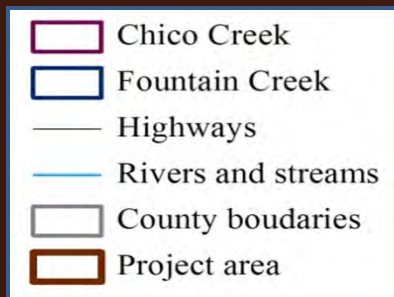 Chico Creek
Fountain Creek
Highways
Rivers and streams
County boudaries
Project area